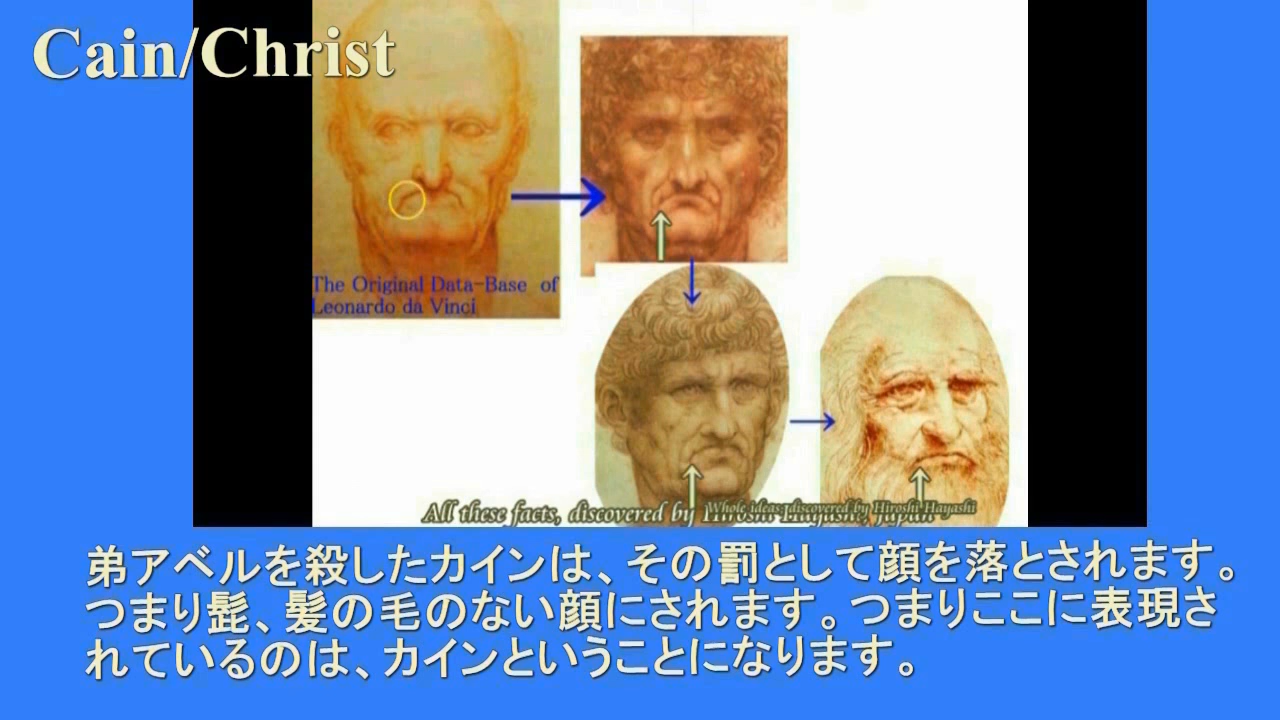 Cain/Christ
The Original Data-Base of
Leonardo da Vinci
All these facts, discovered by Hiroshi Hayashi, Japan
Whole ideas discovered by Hiroshi Hayashi
弟アベルを殺したカインは、その罰として顔を落とされます。
つまり髭、髪の毛のない顔にされます。つまりここに表現さ
れているのは、カインということになります。